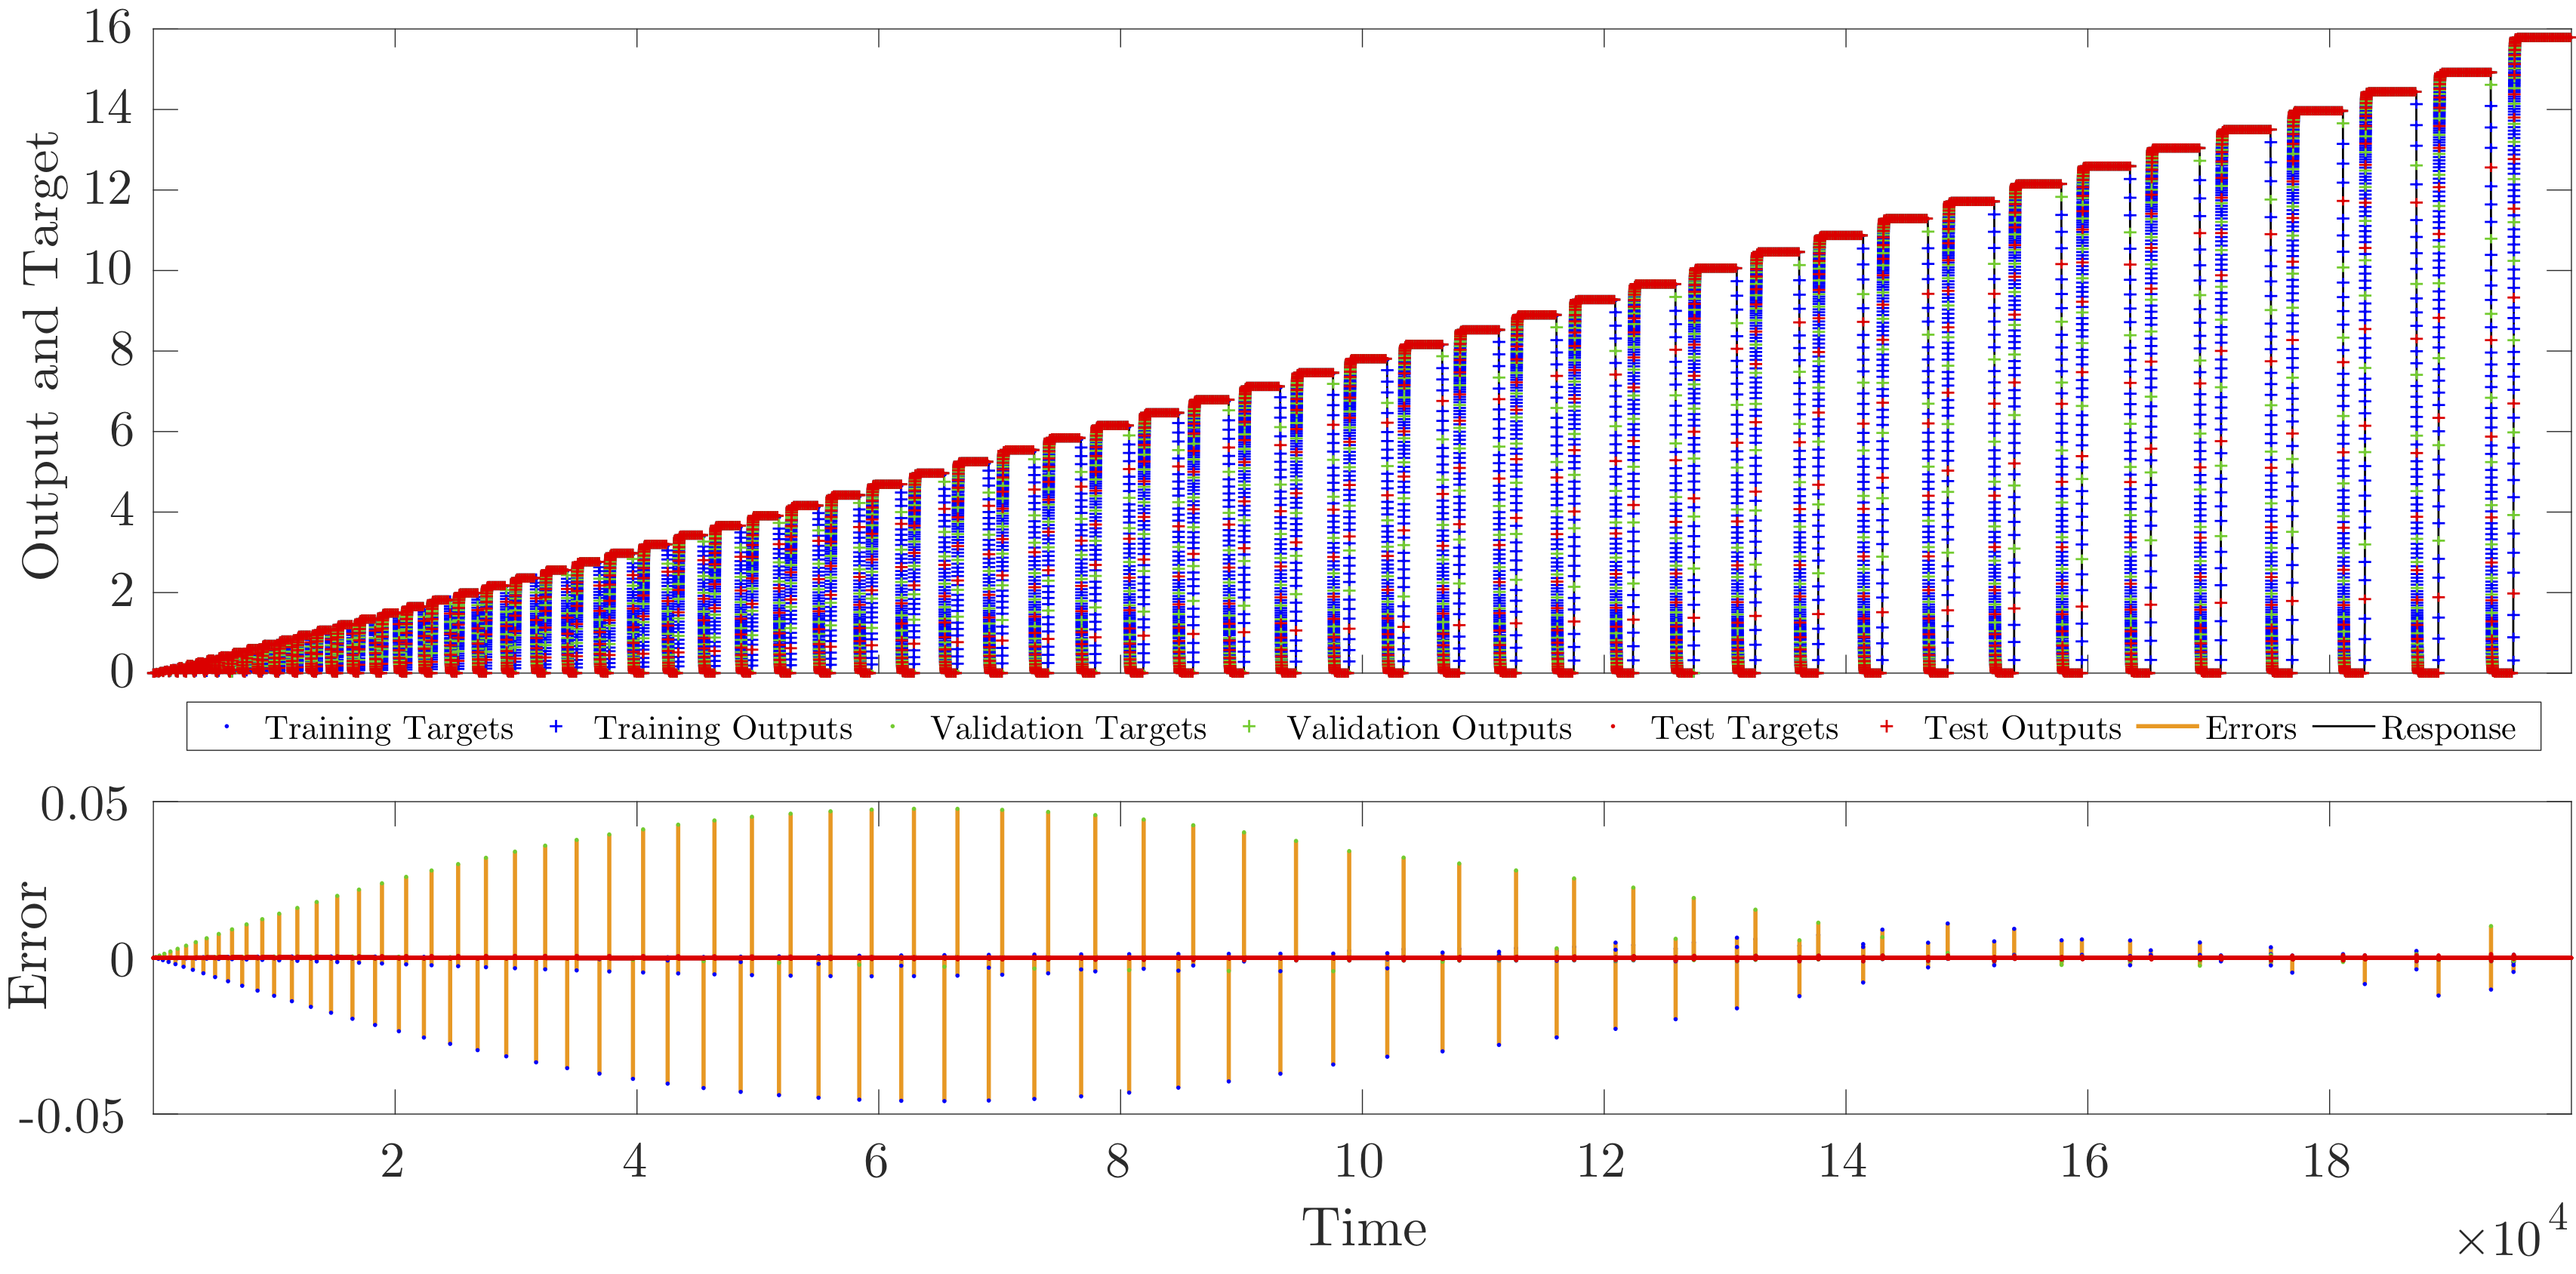 16
14
12
10
8
6
4
2
0
Output and Target
Training Targets Training Outputs Validation Targets Validation Outputs Test Targets Test Outputs Errors Response
0.05
0
-0.05
Error
2 4 6 8 10 12 14 16 18
Time
×10^4